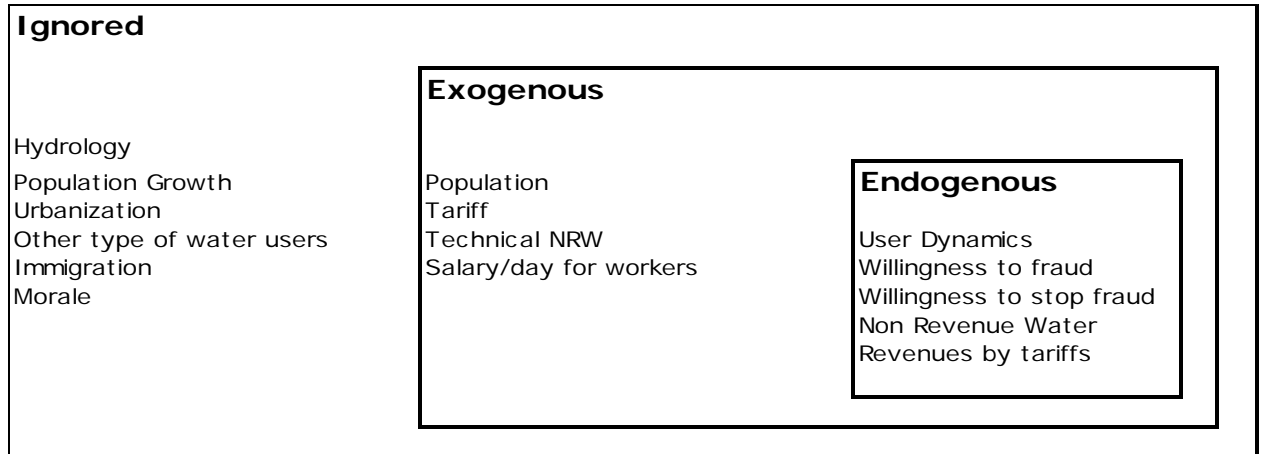 Ignored
Hydrology
Population Growth
Urbanization
Other type of water users
Immigration
Morale
Exogenous
Population
Tariff
Technical NRW
Salary/day for workers
Endogenous
User Dynamics
Willingness to fraud
Willingness to stop fraud
Non Revenue Water
Revenues by tariffs